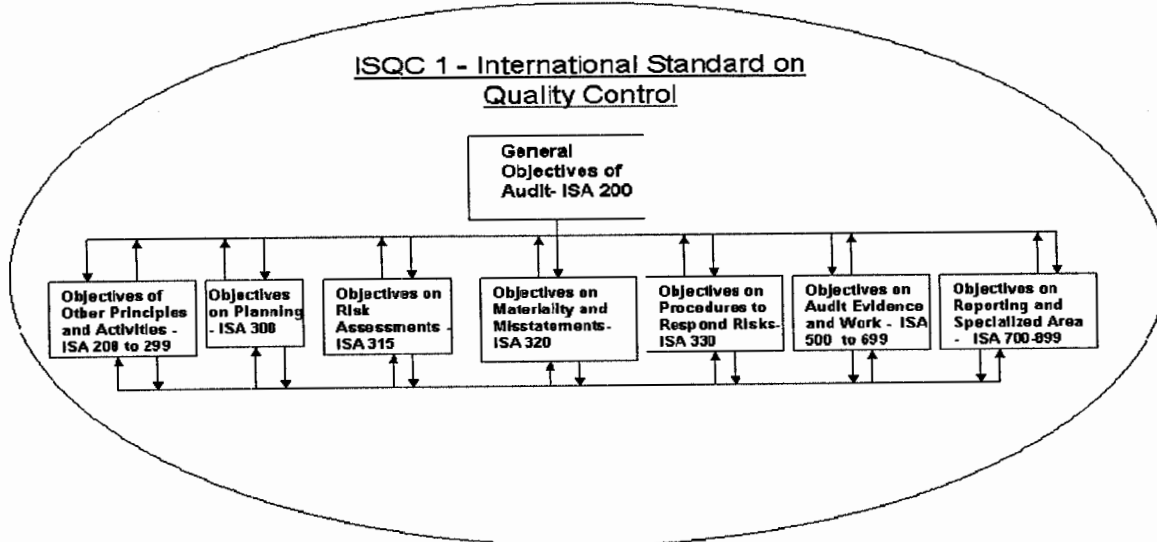 ISQC 1 - International Standard on
Quality Control
General
Objectives of
Audit- ISA 200
Objectives of
Other Principles
and Activities -
ISA 200 to 299
Objectives
on Planning
- ISA 300
Objectives on
Risk
Assessments -
ISA 315
Objectives on
Materiality and
Misstatements-
ISA 320
Objectives on
Procedures to
Respond Risks-
ISA 330
Objectives on
Audit Evidence
and Work - ISA
500 to 699
Objectives on
Reporting and
Specialized Area
- ISA 700-899